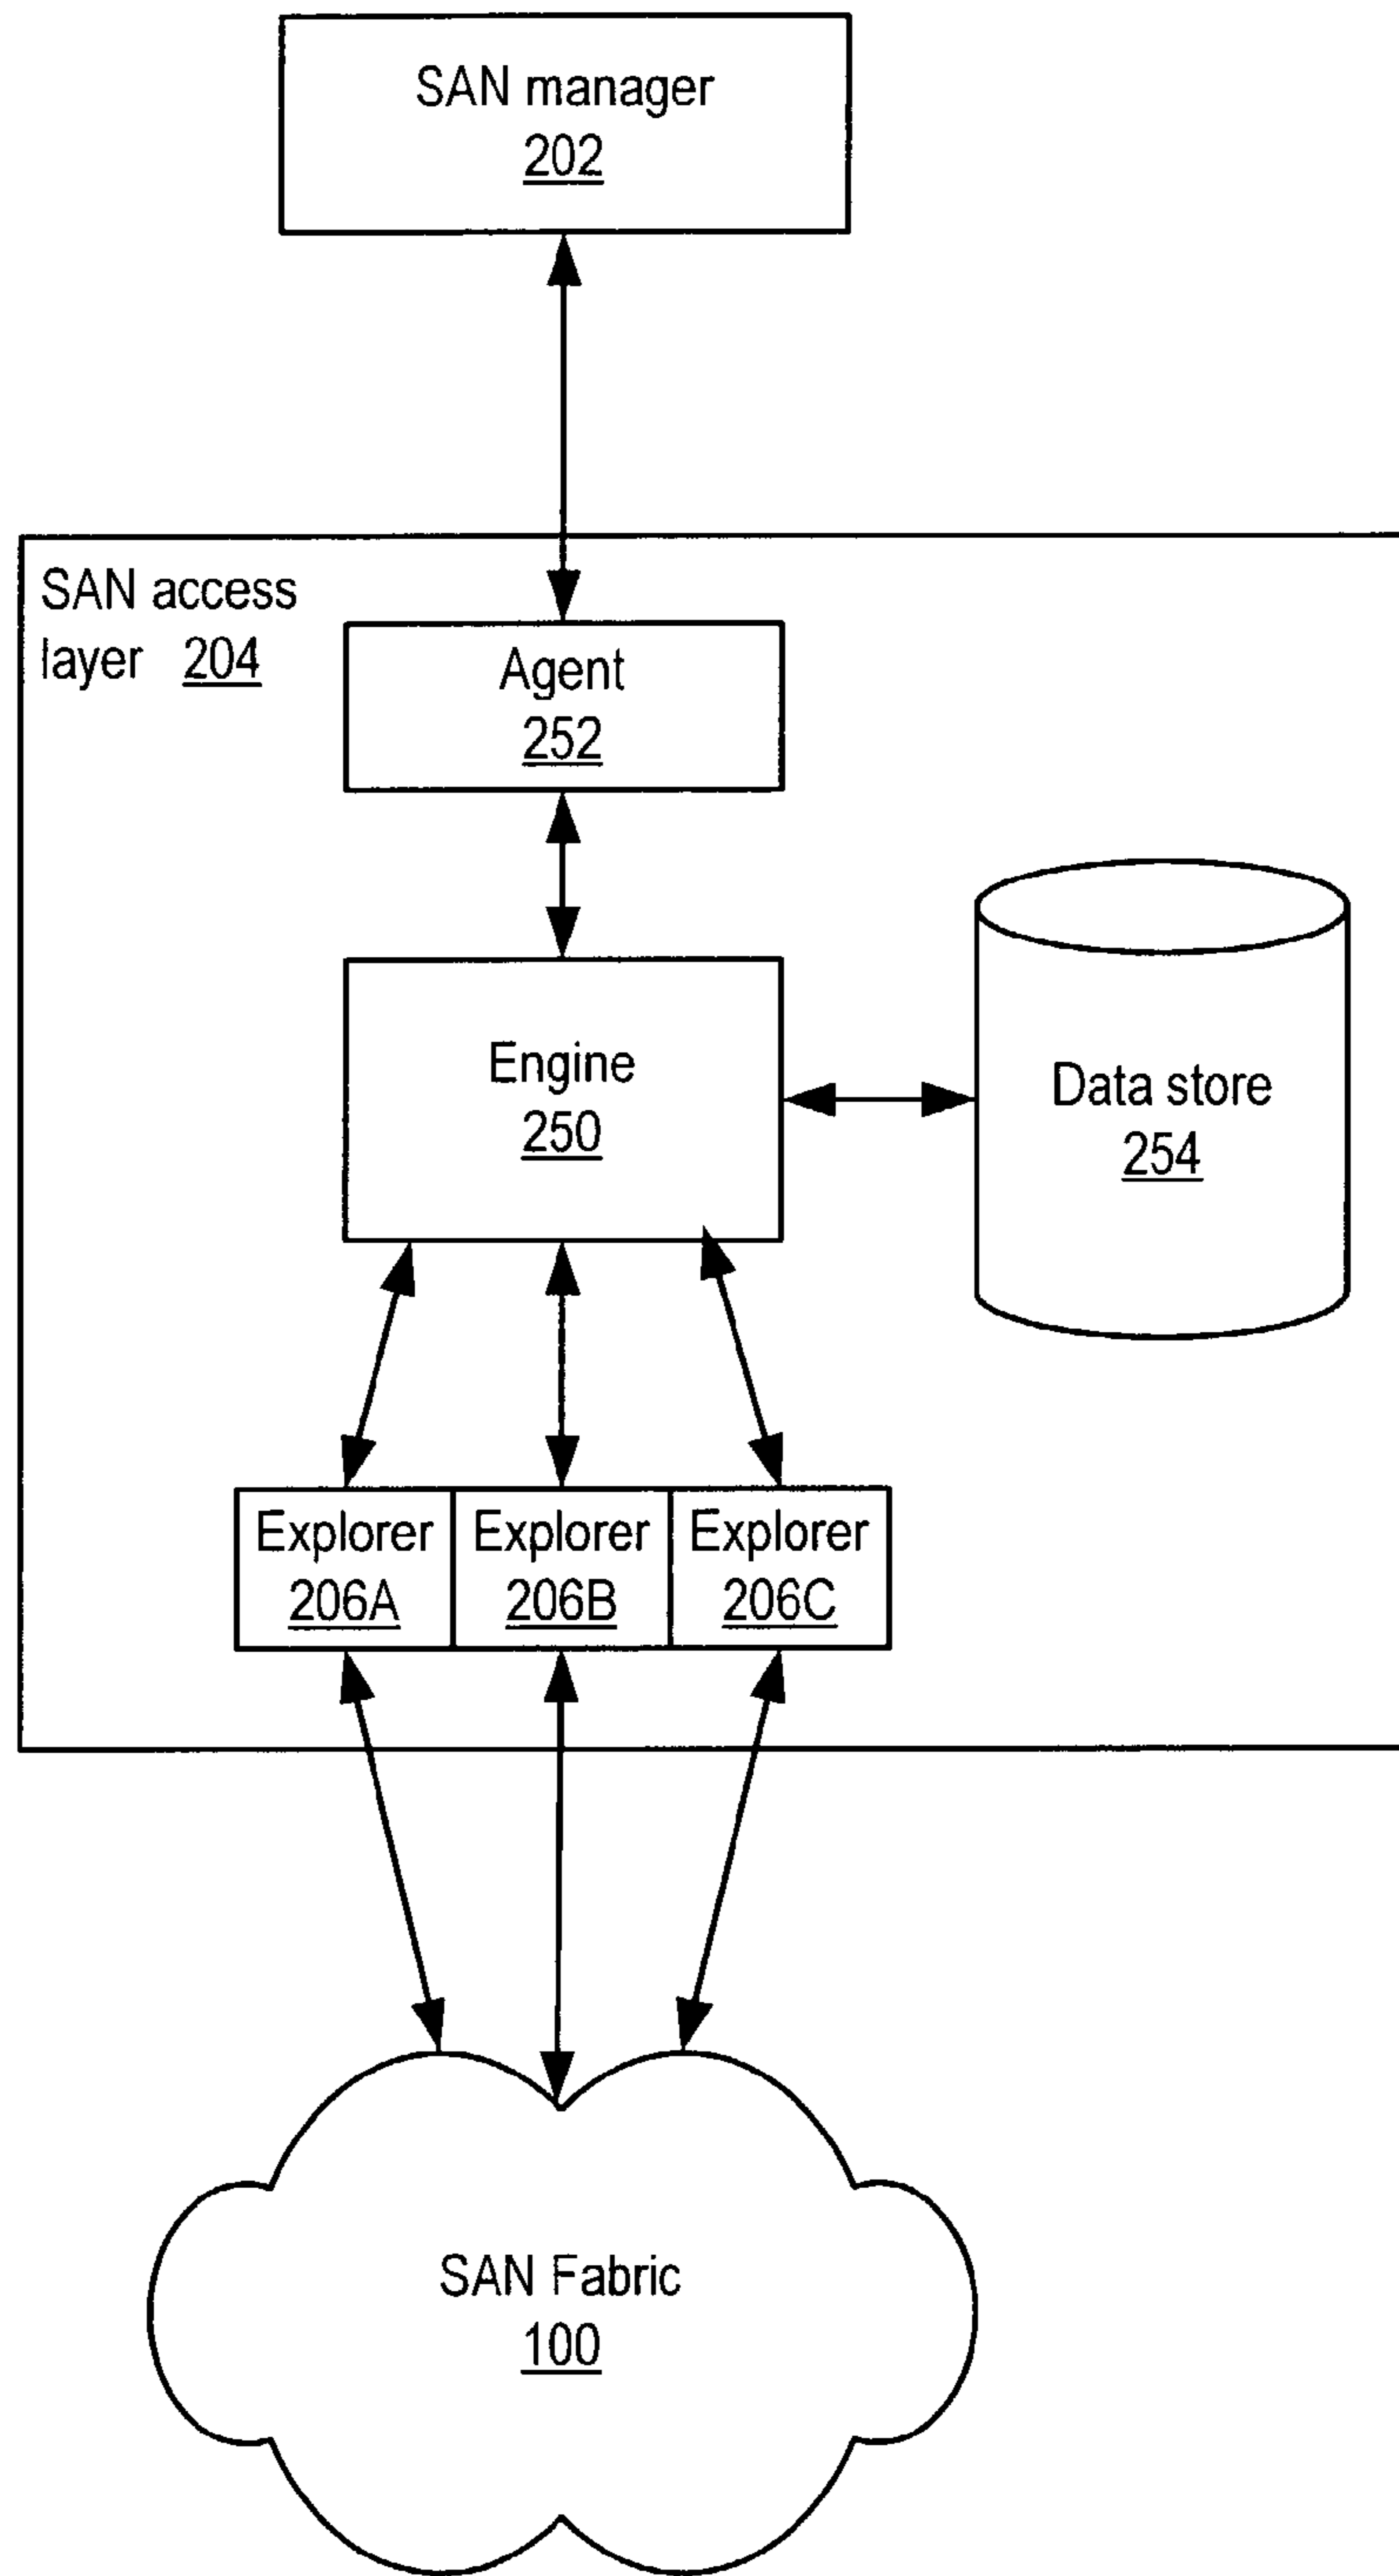 SAN manager
202
SAN access
layer 204
Agent
252
Engine
250
Data store
254
Explorer Explorer Explorer
206A 206B 206C
SAN Fabric
100